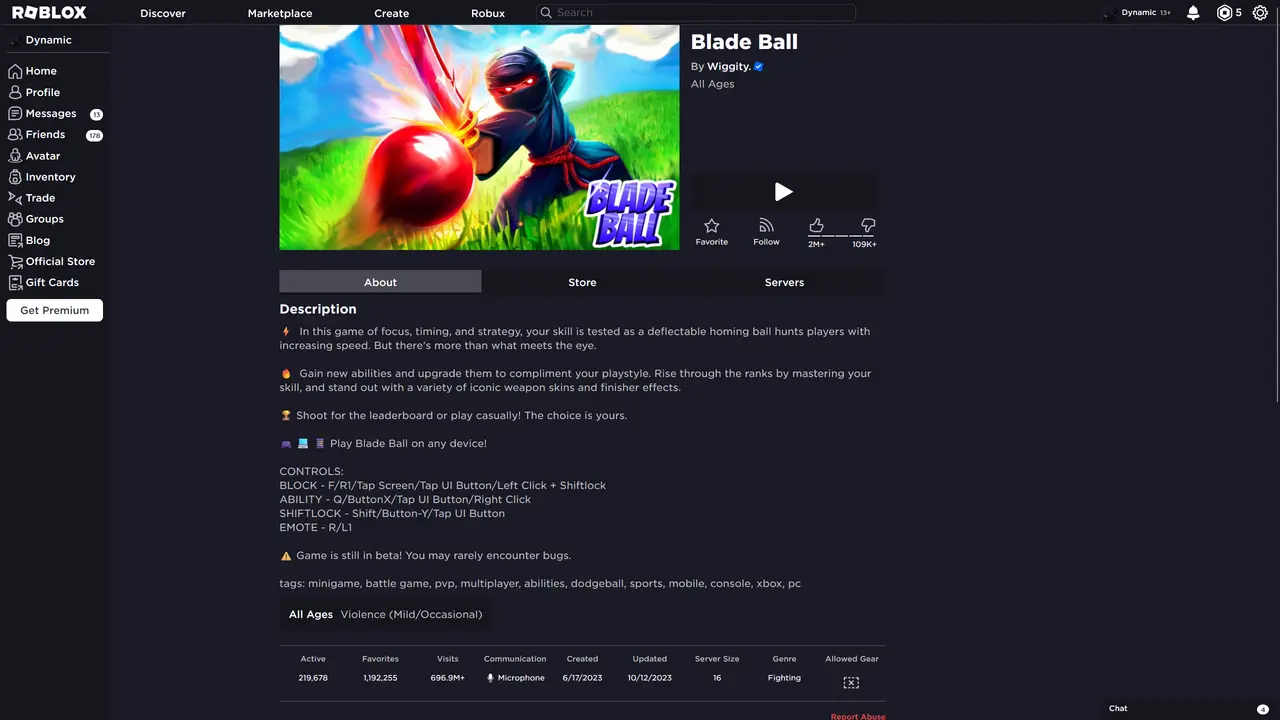 ROBLOX
Discover
Marketplace
Create
Robux
Search
Dynamic 13+
Dynamic
Home
Profile
Messages 13
Friends 178
Avatar
Inventory
Trade
Groups
Blog
Official Store
Gift Cards
Get Premium
BLADE
BALL
Blade Ball
By Wiggity.
All Ages
Favorite
Follow
2M+
109K+
About
Store
Servers
Description
In this game of focus, timing, and strategy, your skill is tested as a deflectable homing ball hunts players with
increasing speed. But there's more than what meets the eye.
Gain new abilities and upgrade them to compliment your playstyle. Rise through the ranks by mastering your
skill, and stand out with a variety of iconic weapon skins and finisher effects.
Shoot for the leaderboard or play casually! The choice is yours.
Play Blade Ball on any device!
CONTROLS:
BLOCK - F/R1/Tap Screen/Tap UI Button/Left Click + Shiftlock
ABILITY - Q/ButtonX/Tap UI Button/Right Click
SHIFTLOCK - Shift/Button-Y/Tap UI Button
EMOTE - R/L1
Game is still in beta! You may rarely encounter bugs.
tags: minigame, battle game, pvp, multiplayer, abilities, dodgeball, sports, mobile, console, xbox, pc
All Ages Violence (Mild/Occasional)
Active Favorites Visits Communication Created Updated Server Size Genre Allowed Gear
219,678 1,192,255 696.9M+ Microphone 6/17/2023 10/12/2023 16 Fighting
Report Abuse
Chat 4